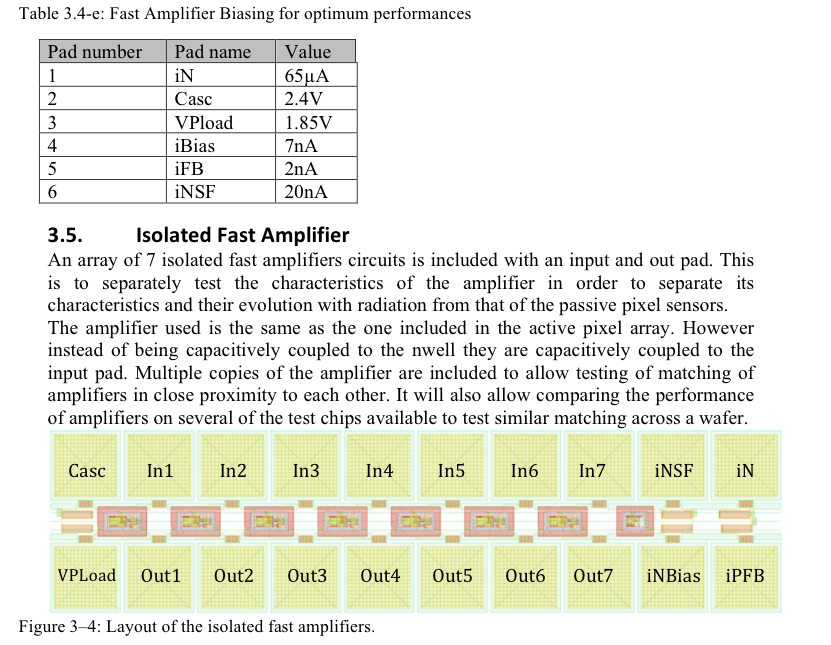 Table 3.4-e: Fast Amplifier Biasing for optimum performances
Pad number Pad name Value
1 iN 65µA
2 Casc 2.4V
3 VPload 1.85V
4 iBias 7nA
5 iFB 2nA
6 iNSF 20nA
3.5. Isolated Fast Amplifier
An array of 7 isolated fast amplifiers circuits is included with an input and out pad. This
is to separately test the characteristics of the amplifier in order to separate its
characteristics and their evolution with radiation from that of the passive pixel sensors.
The amplifier used is the same as the one included in the active pixel array. However
instead of being capacitively coupled to the nwell they are capacitively coupled to the
input pad. Multiple copies of the amplifier are included to allow testing of matching of
amplifiers in close proximity to each other. It will also allow comparing the performance
of amplifiers on several of the test chips available to test similar matching across a wafer.
Casc In1 In2 In3 In4 In5 In6 In7 iNSF iN
VPLoad Out1 Out2 Out3 Out4 Out5 Out6 Out7 iNBias iPFB
Figure 3–4: Layout of the isolated fast amplifiers.